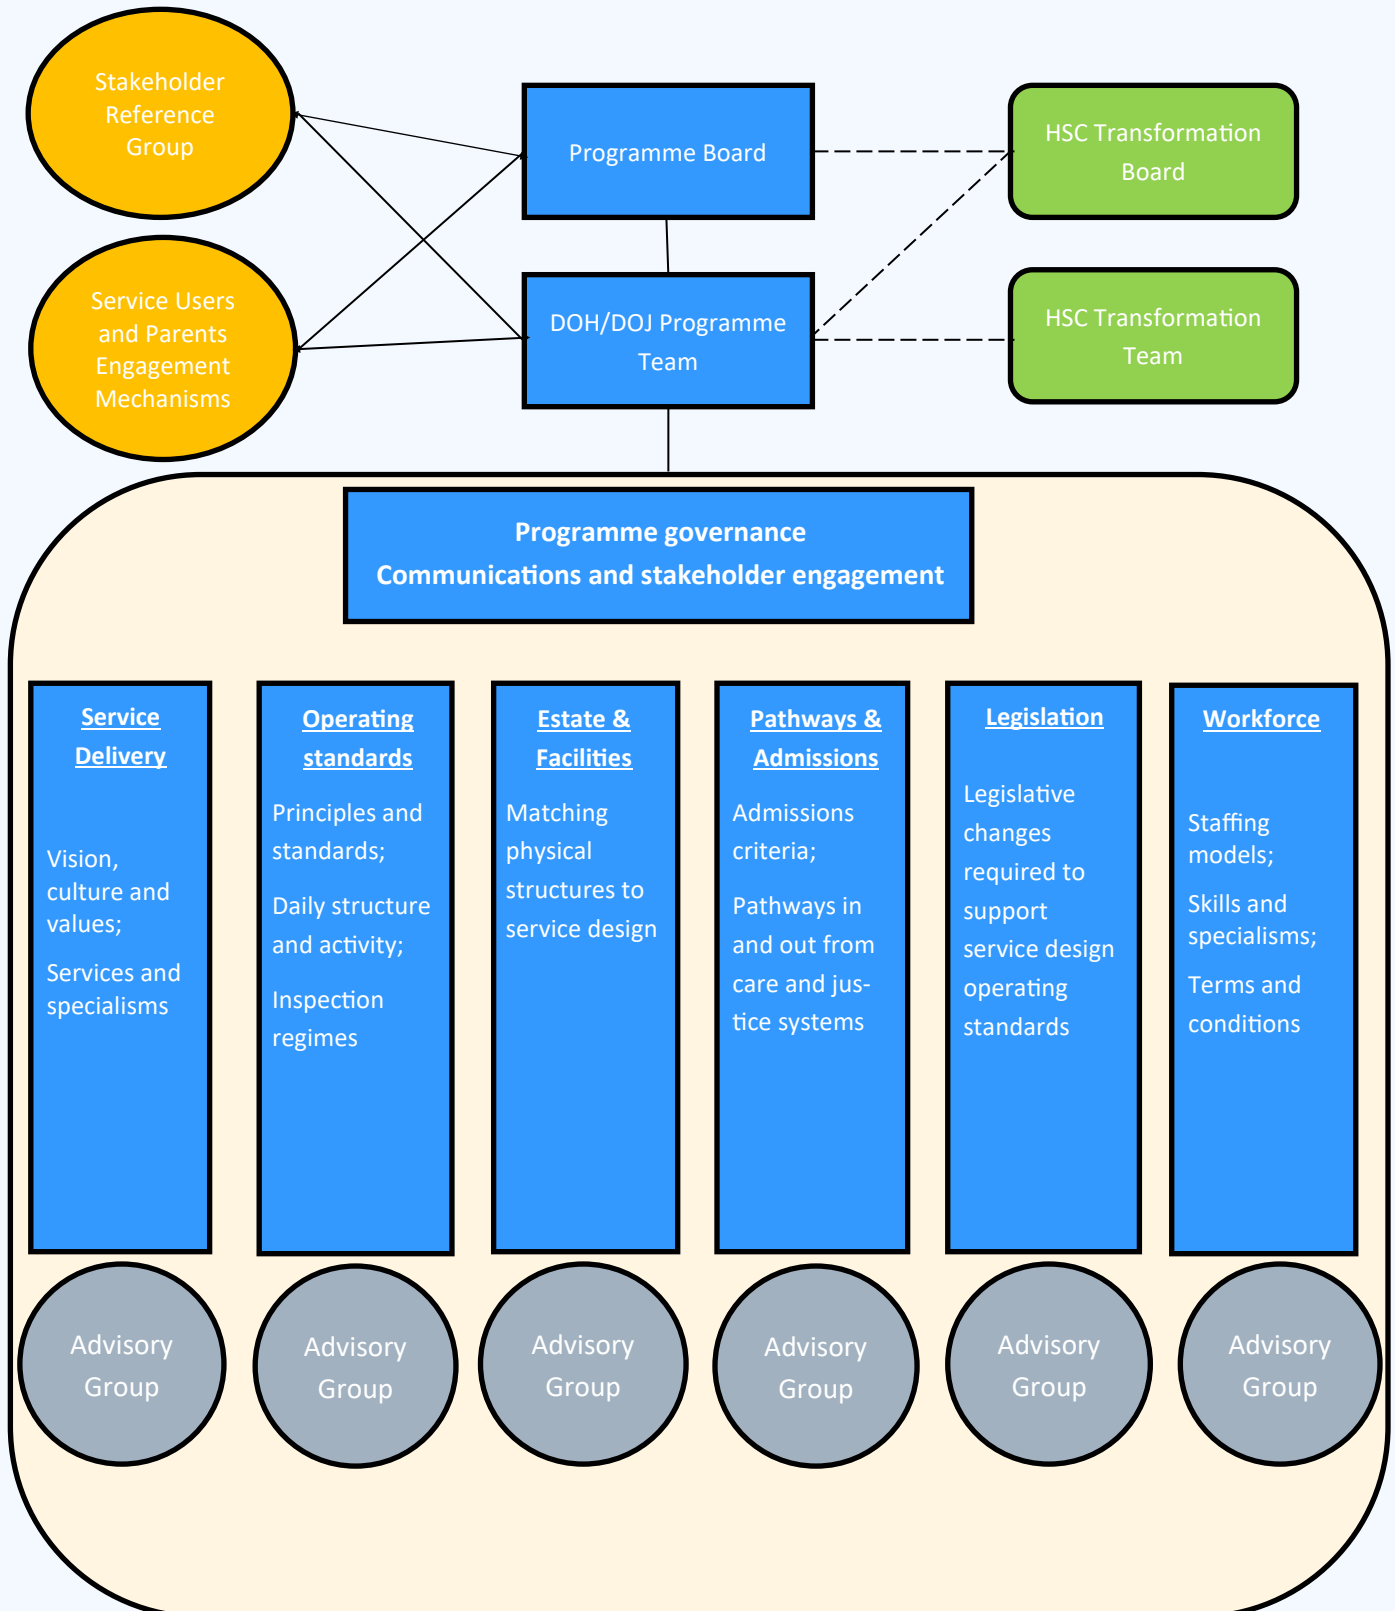 Stakeholder
Reference
Group
Programme Board
HSC Transformation
Board
Service Users
and Parents
Engagement
Mechanisms
DOH/DOJ Programme
Team
HSC Transformation
Team
Programme governance
Communications and stakeholder engagement
Service
Delivery
Vision,
culture and
values;
Services and
specialisms
Operating
standards
Principles and
standards;
Daily structure
and activity;
Inspection
regimes
Estate &
Facilities
Matching
physical
structures to
service design
Pathways &
Admissions
Admissions
criteria;
Pathways in
and out from
care and jus-
tice systems
Legislation
Legislative
changes
required to
support
service design
operating
standards
Workforce
Staffing
models;
Skills and
specialisms;
Terms and
conditions
Advisory
Group
Advisory
Group
Advisory
Group
Advisory
Group
Advisory
Group
Advisory
Group